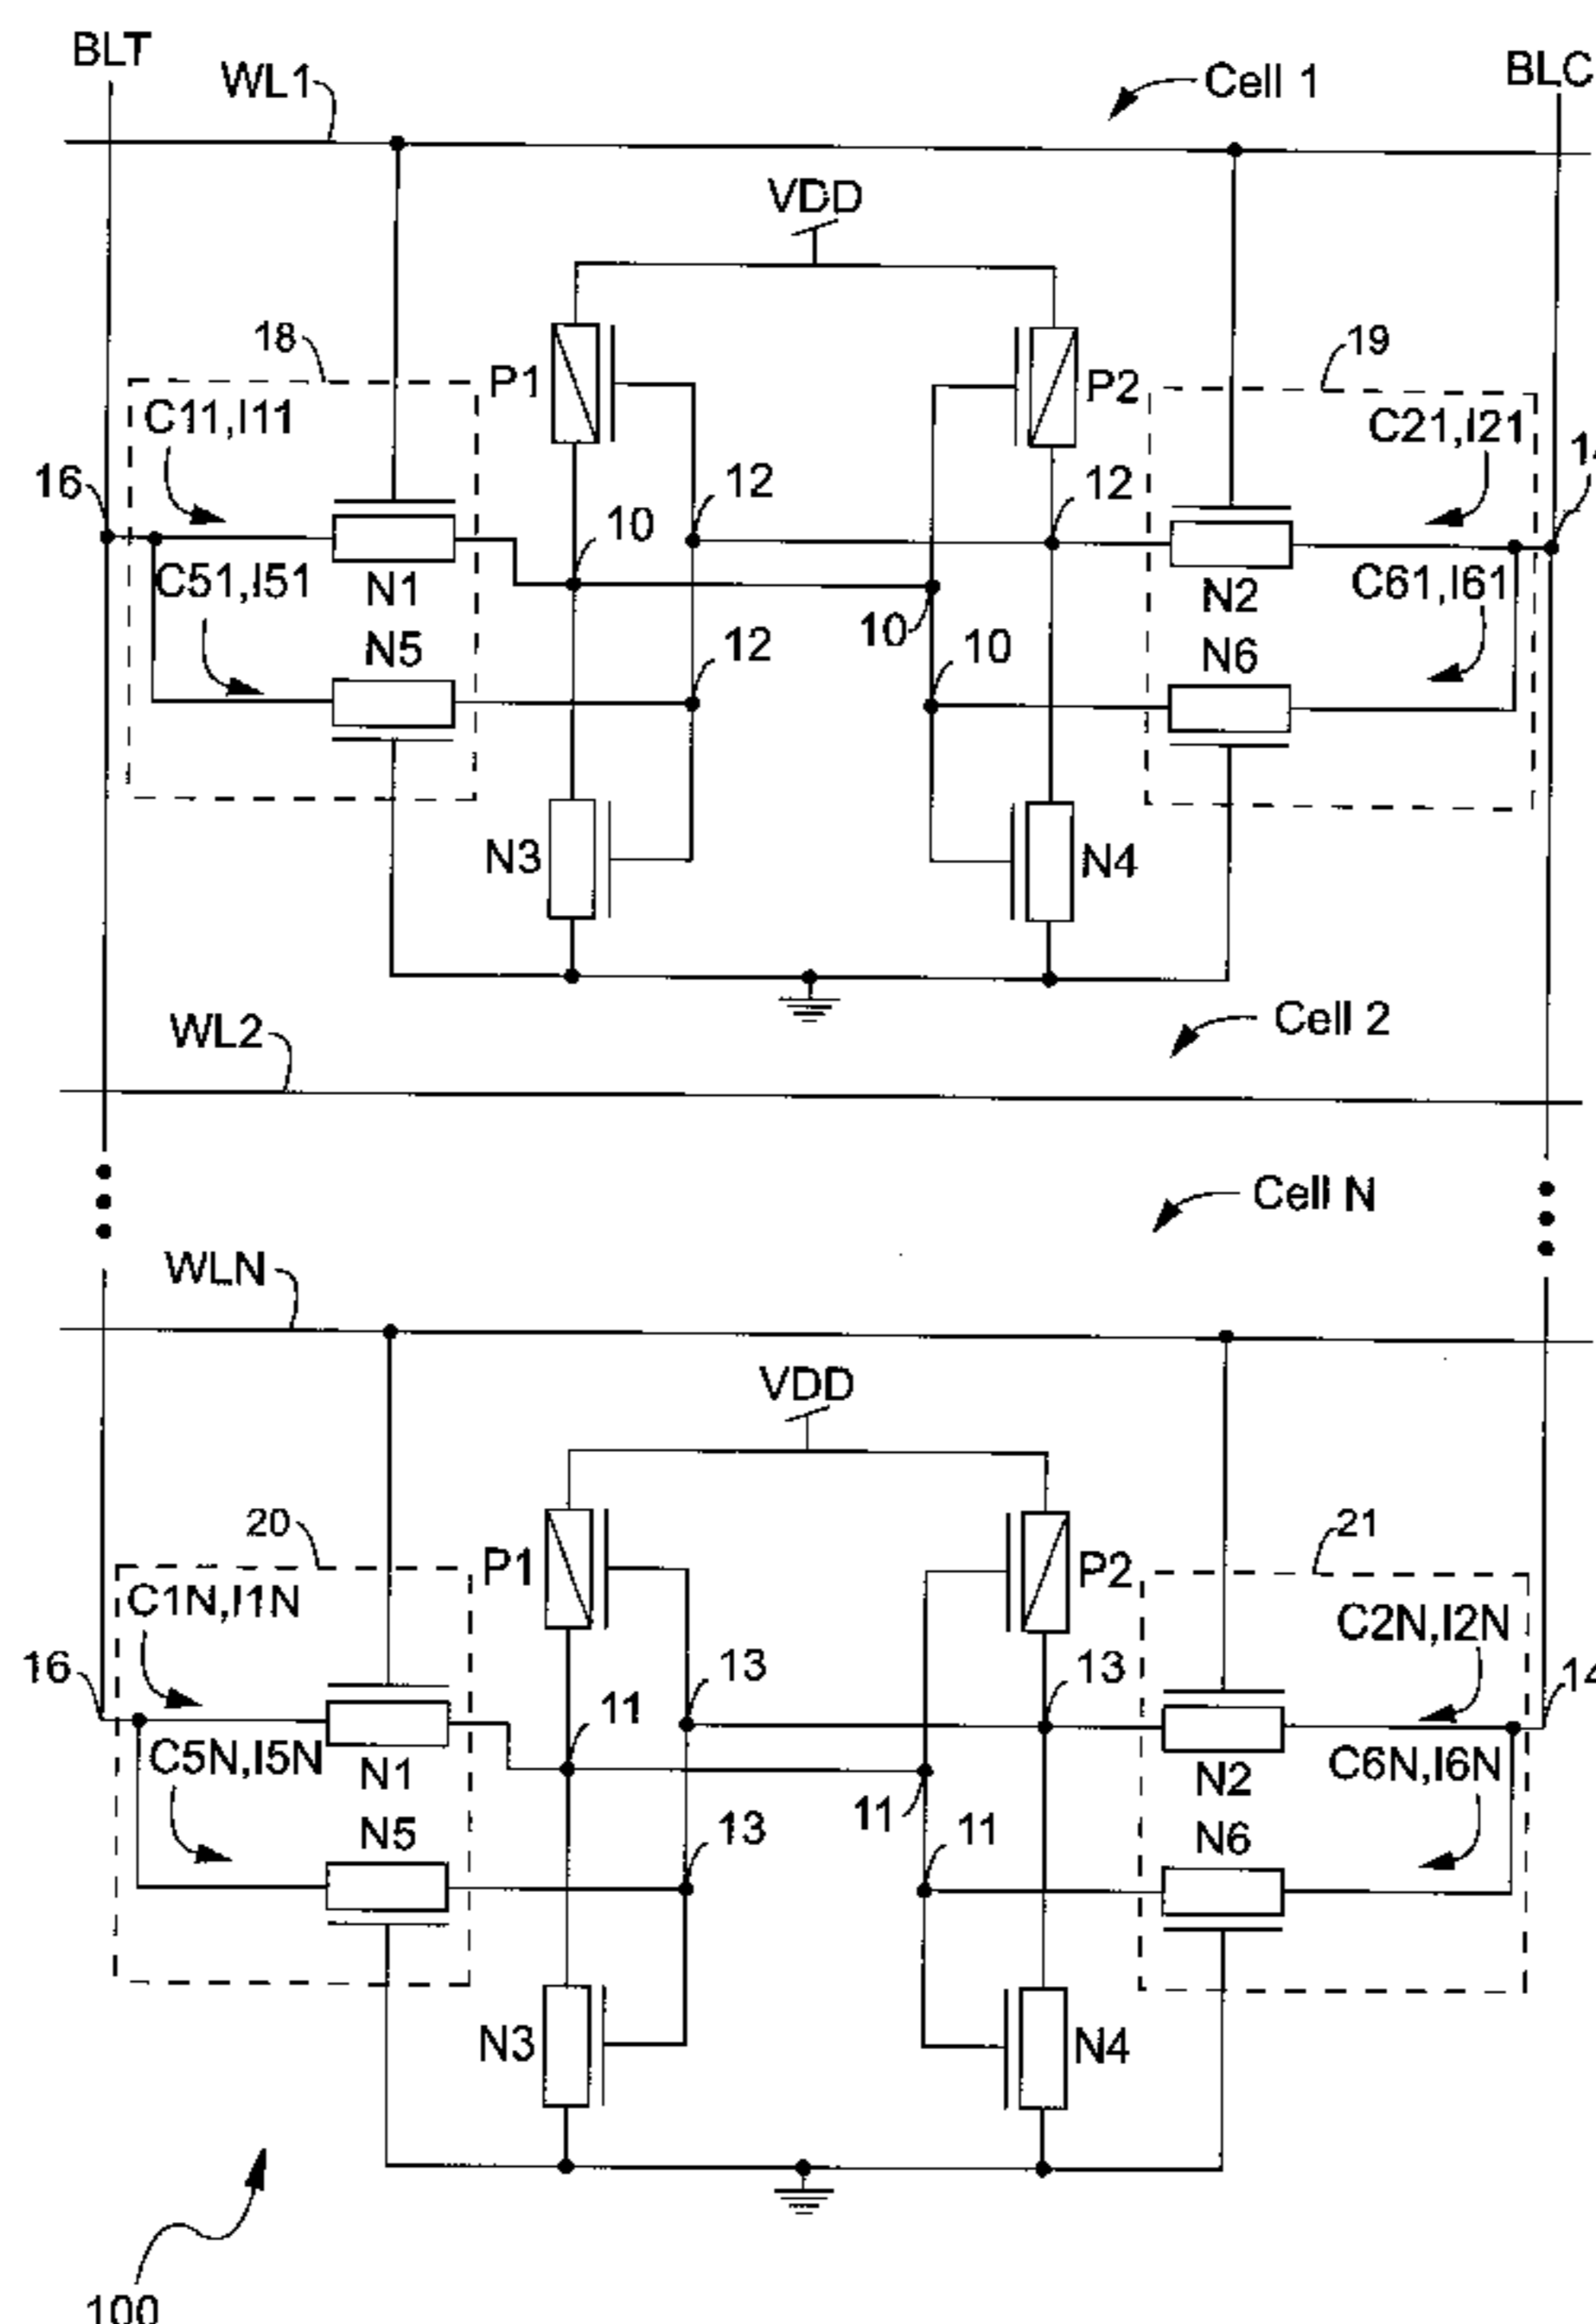 BLT
WL1
Cell 1
BLC
VDD
18
19
P1
P2
C11,I11
C21,I21
16
12
12
10
C51,I51
N1
N2
C61,I61
10
10
N5
12
N6
N3
N4
WL2
Cell 2
Cell N
WLN
VDD
20
21
P1
P2
C1N,I1N
C2N,I2N
16
13
13
14
11
C5N,I5N
N1
N2
C6N,I6N
11
11
N5
13
N6
N3
N4
100